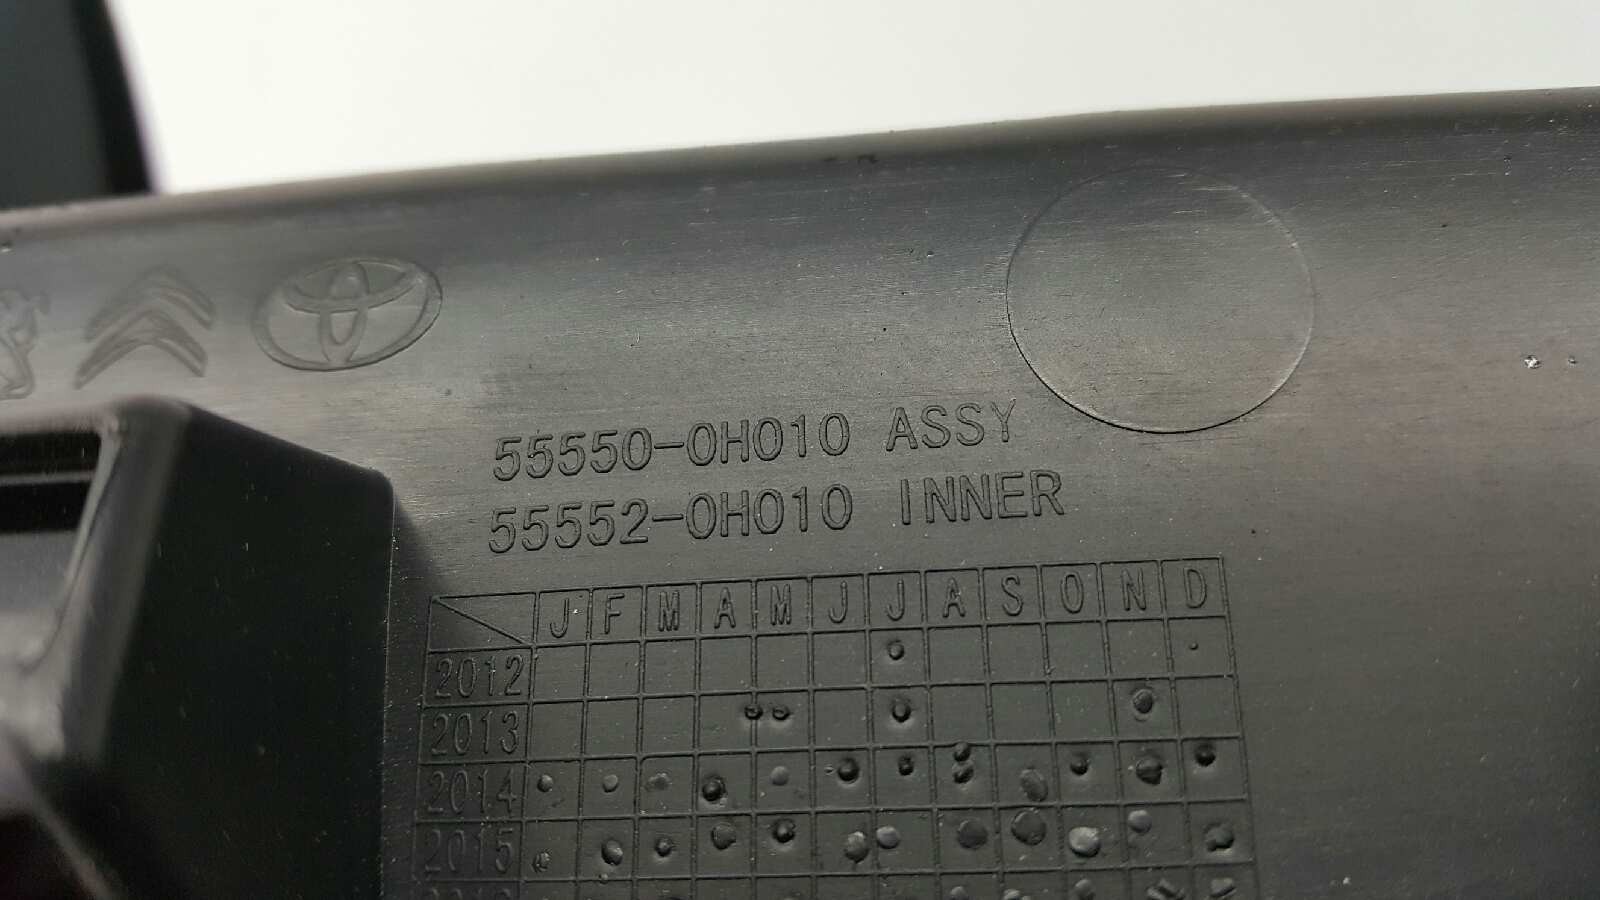 55550-0H010 ASSY
55552-0H010 INNER
J F M A M J J A S O N D
2012
2013
2014
2015